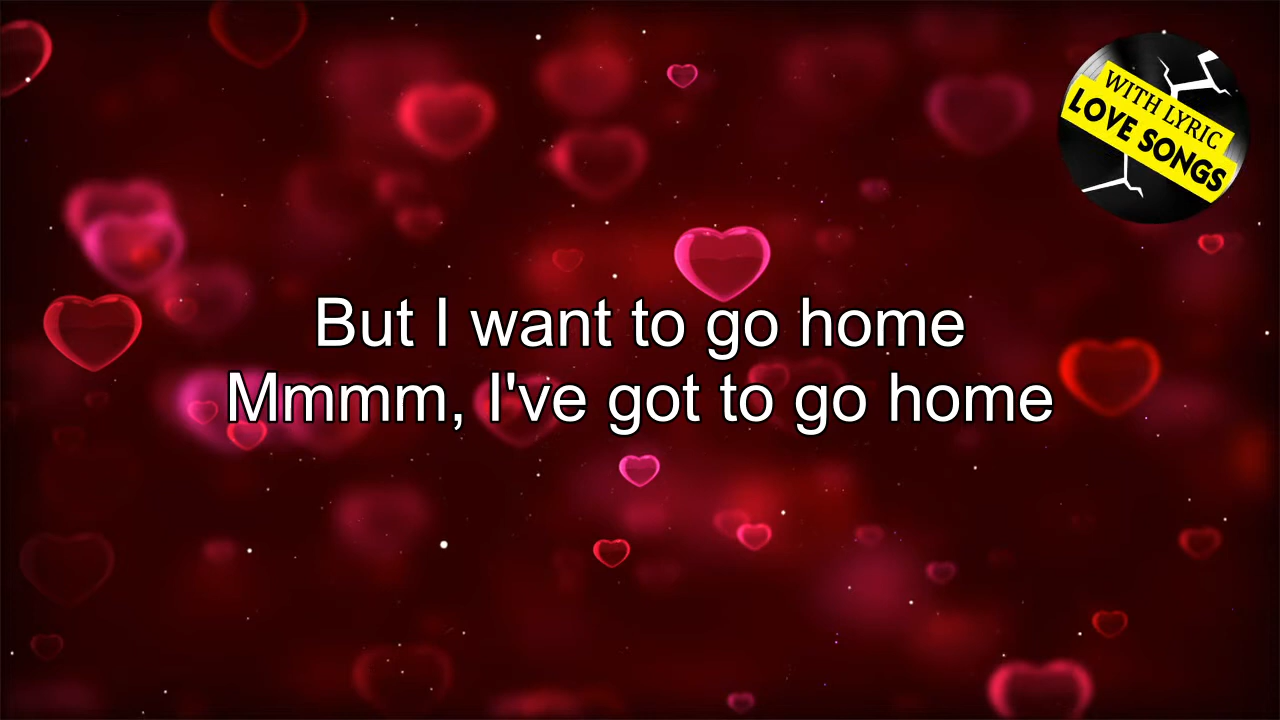 WITH LYRIC
LOVE SONGS
But I want to go home
Mmmm, I've got to go home